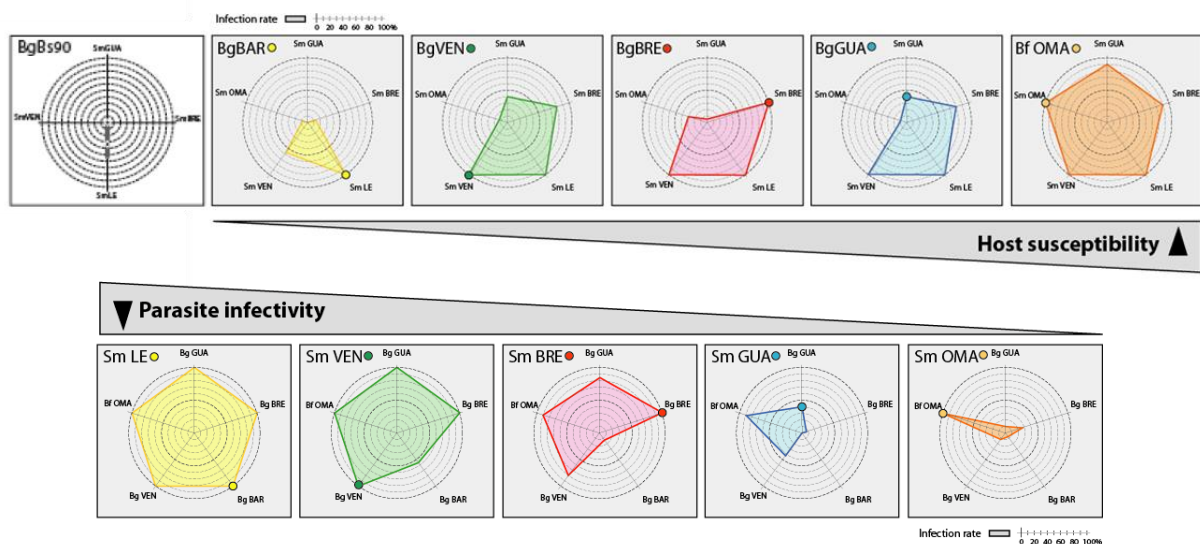 Infection rate 0 20 40 60 80 100%
BgBs90
SmGUA
SmVEN
SmBRE
SmLE
BgBAR
Sm GUA
Sm OMA
Sm BRE
Sm VEN
Sm LE
BgVEN
Sm GUA
Sm OMA
Sm BRE
Sm VEN
Sm LE
BgBRE
Sm GUA
Sm OMA
Sm BRE
Sm VEN
Sm LE
BgGUA
Sm GUA
Sm OMA
Sm BRE
Sm VEN
Sm LE
Bf OMA
Sm GUA
Sm OMA
Sm BRE
Sm VEN
Sm LE
Host susceptibility
Parasite infectivity
Sm LE
Bg GUA
Bf OMA
Bg BRE
Bg VEN
Bg BAR
Sm VEN
Bg GUA
Bf OMA
Bg BRE
Bg VEN
Bg BAR
Sm BRE
Bg GUA
Bf OMA
Bg BRE
Bg VEN
Bg BAR
Sm GUA
Bg GUA
Bf OMA
Bg BRE
Bg VEN
Bg BAR
Sm OMA
Bg GUA
Bf OMA
Bg BRE
Bg VEN
Bg BAR
Infection rate 0 20 40 60 80 100%